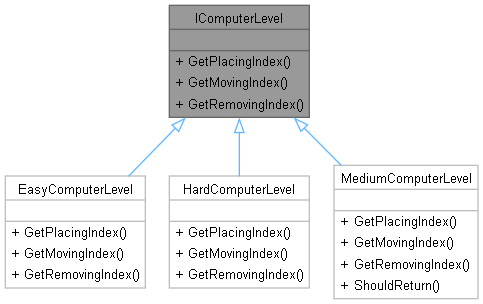 IComputerLevel
+ GetPlacingIndex()
+ GetMovingIndex()
+ GetRemovingIndex()
EasyComputerLevel
+ GetPlacingIndex()
+ GetMovingIndex()
+ GetRemovingIndex()
HardComputerLevel
+ GetPlacingIndex()
+ GetMovingIndex()
+ GetRemovingIndex()
MediumComputerLevel
+ GetPlacingIndex()
+ GetMovingIndex()
+ GetRemovingIndex()
+ ShouldReturn()